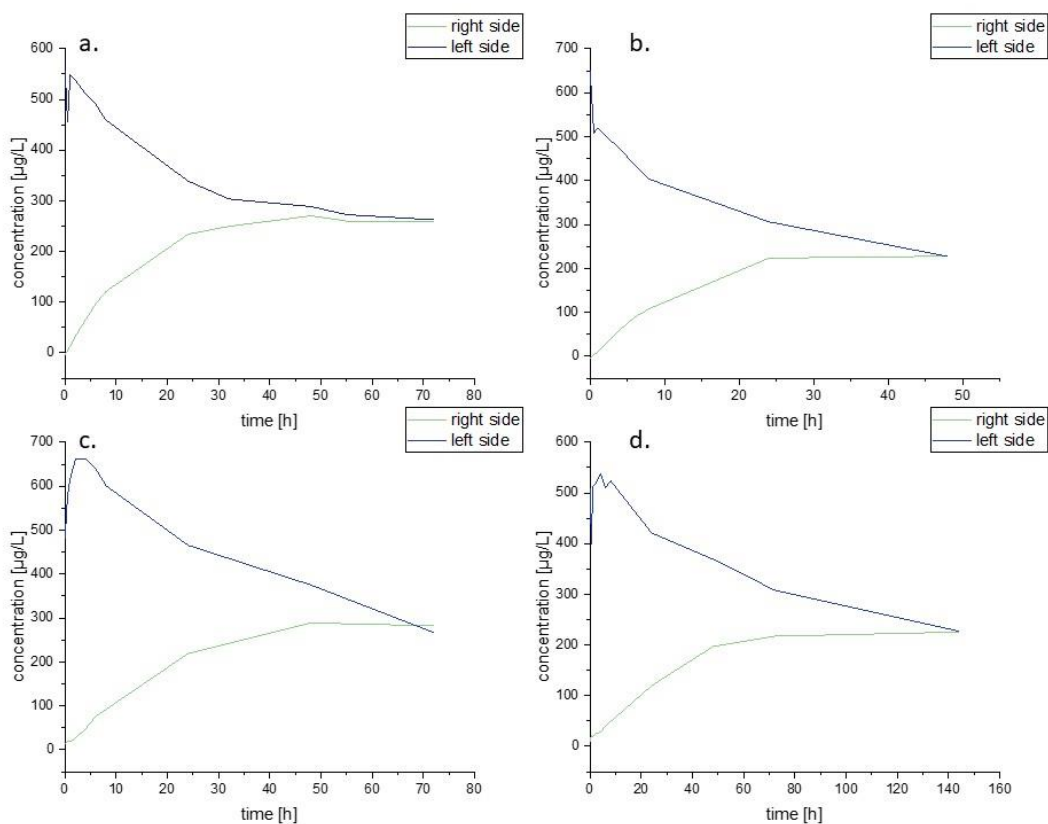 a.
right side
left side
600
500
400
300
200
100
0
concentration [µg/L]
0 10 20 30 40 50 60 70 80
time [h]
b.
right side
left side
700
600
500
400
300
200
100
0
concentration [µg/L]
0 10 20 30 40 50
time [h]
c.
right side
left side
700
600
500
400
300
200
100
0
concentration [µg/L]
0 10 20 30 40 50 60 70 80
time [h]
d.
right side
left side
600
500
400
300
200
100
0
concentration [µg/L]
0 20 40 60 80 100 120 140 160
time [h]